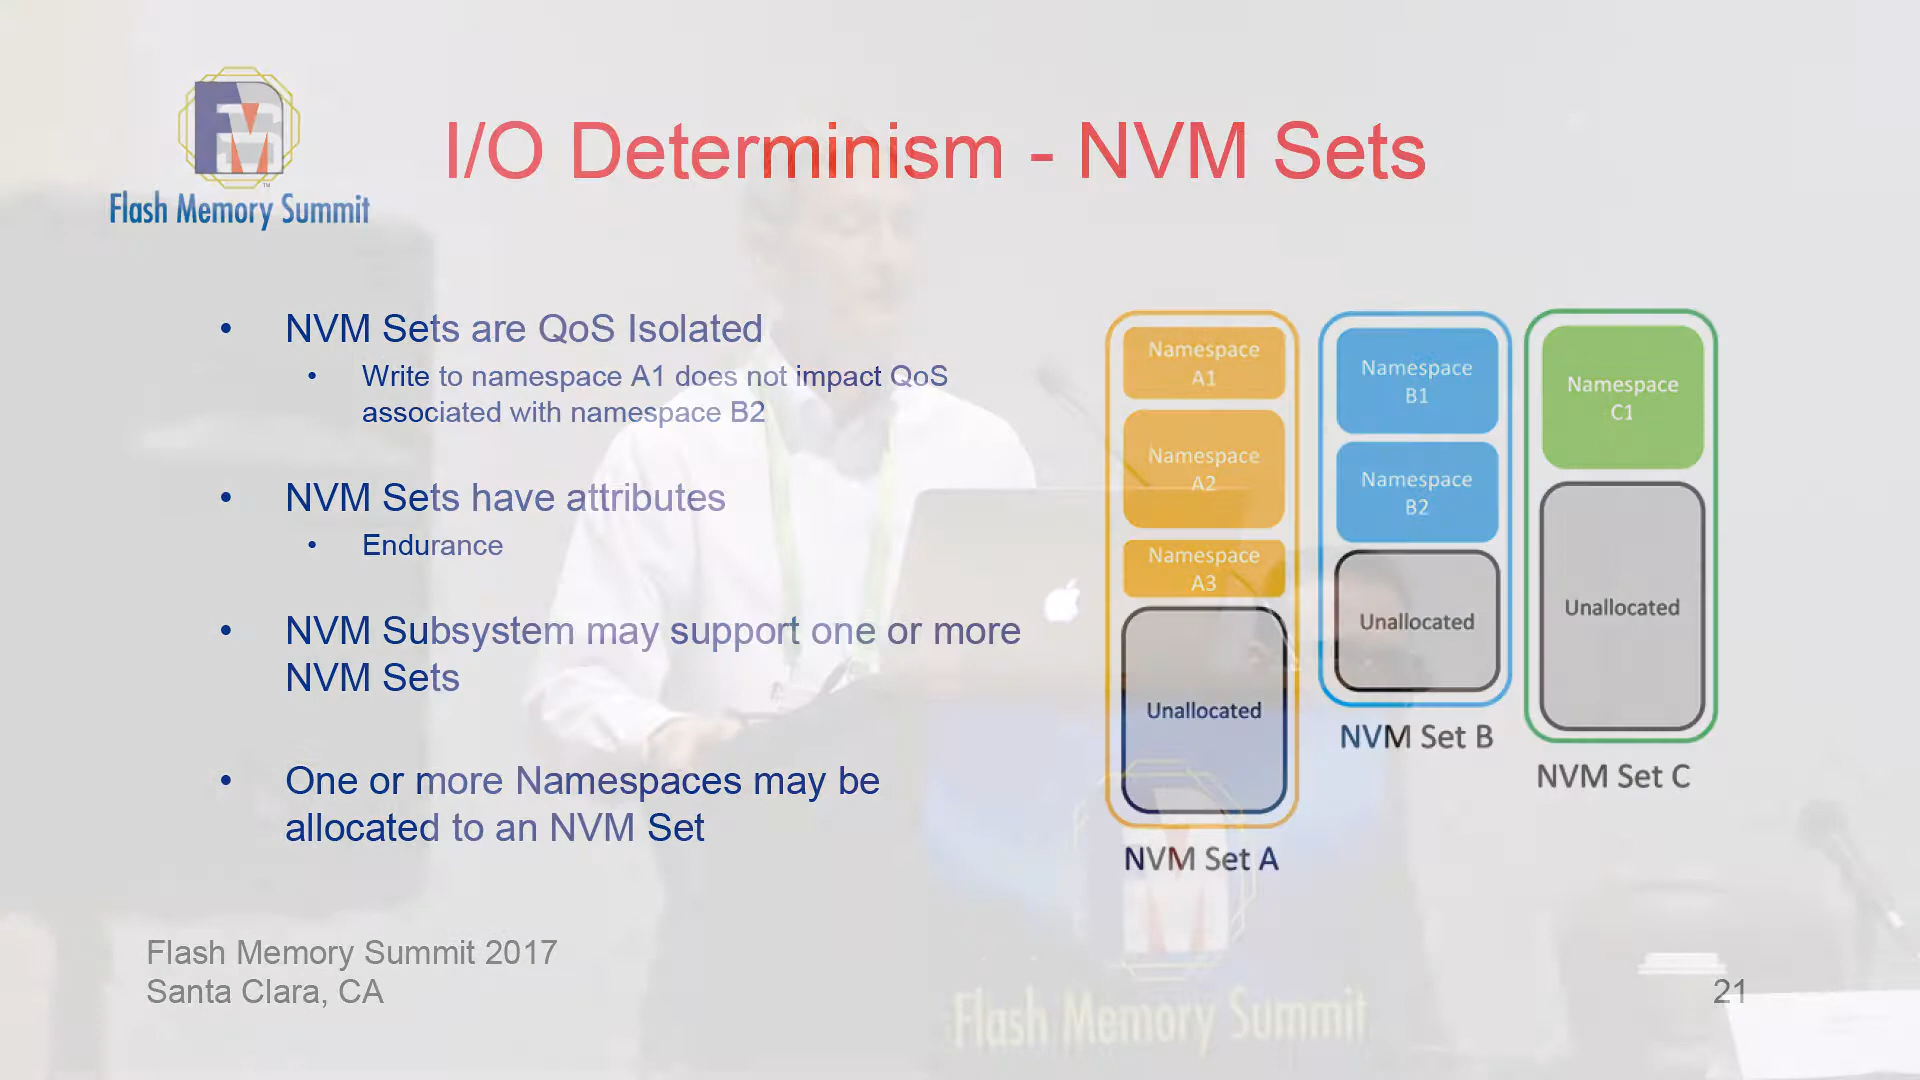 FMS
™
Flash Memory Summit
I/O Determinism - NVM Sets
• NVM Sets are QoS Isolated
• Write to namespace A1 does not impact QoS
associated with namespace B2
• NVM Sets have attributes
• Endurance
• NVM Subsystem may support one or more
NVM Sets
• One or more Namespaces may be
allocated to an NVM Set
Namespace
A1
Namespace
A2
Namespace
A3
Unallocated
NVM Set A
Namespace
B1
Namespace
B2
Unallocated
NVM Set B
Namespace
C1
Unallocated
NVM Set C
Flash Memory Summit 2017
Santa Clara, CA
21
Flash Memory Summit